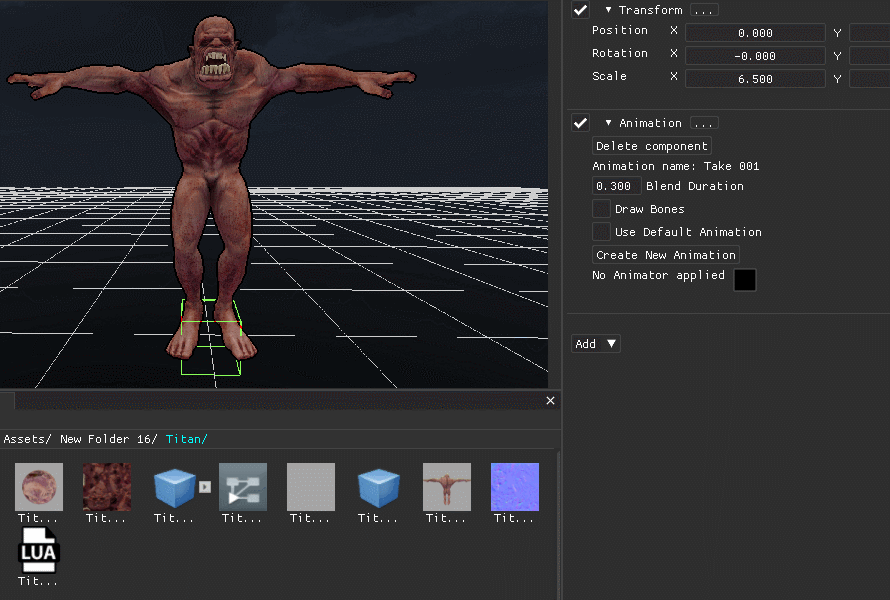 ▼ Transform ...
Position X 0.000 Y
Rotation X -0.000 Y
Scale X 6.500 Y
▼ Animation ...
Delete component
Animation name: Take 001
0.300 Blend Duration
Draw Bones
Use Default Animation
Create New Animation
No Animator applied
Add ▼
Assets/ New Folder 16/ Titan/
Tit... Tit... Tit... Tit... Tit... Tit... Tit... Tit...
LUA
Tit...